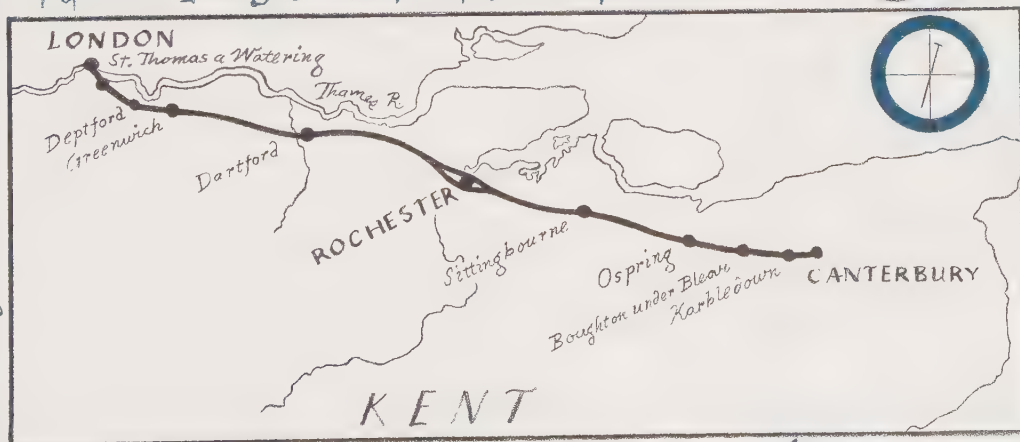 LONDON
St. Thomas a Watering
Thames R.
Deptford
Greenwich
Dartford
ROCHESTER
Sittingbourne
Ospring
Boughton under Blean
Harbledown
CANTERBURY
KENT